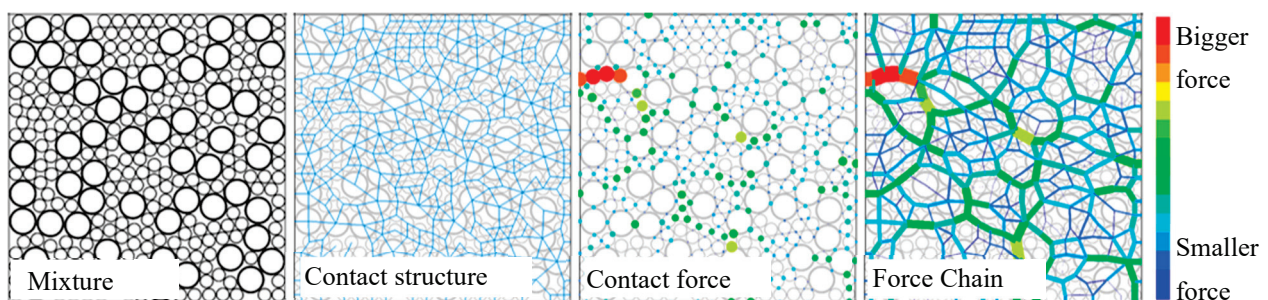 Mixture
Contact structure
Contact force
Force Chain
Bigger
force
Smaller
force